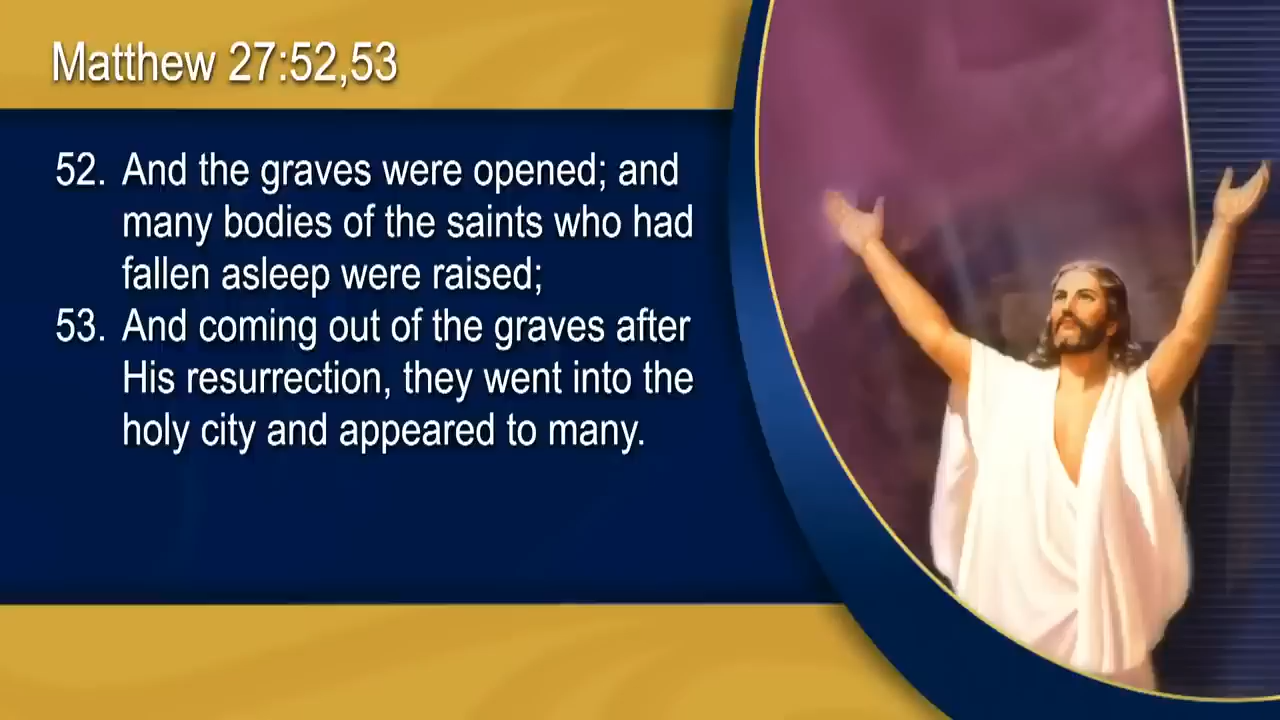 Matthew 27:52,53
52. And the graves were opened; and
many bodies of the saints who had
fallen asleep were raised;
53. And coming out of the graves after
His resurrection, they went into the
holy city and appeared to many.